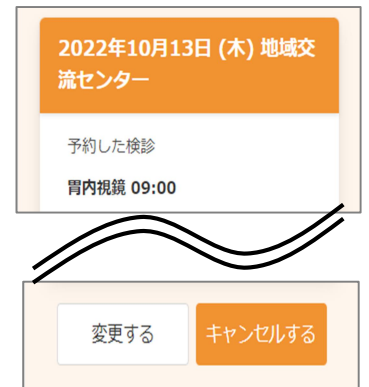 2022年10月13日 (木) 地域交
流センター
予約した検診
胃内視鏡 09:00
変更する
キャンセルする